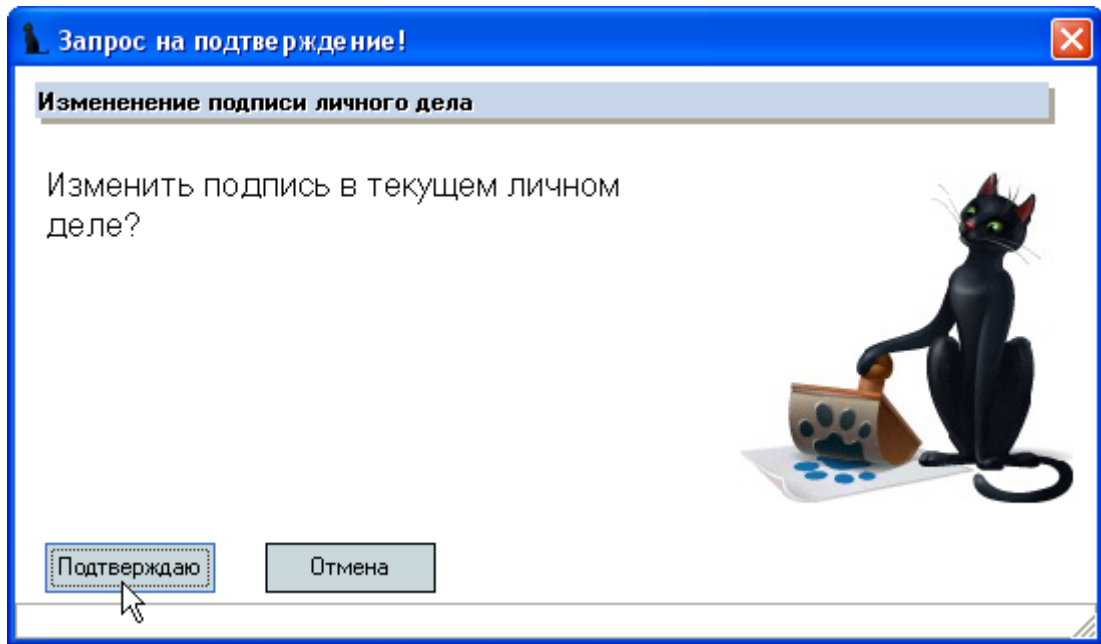 Запрос на подтверждение!
Измененение подписи личного дела
Изменить подпись в текущем личном
деле?
Подтверждаю
Отмена